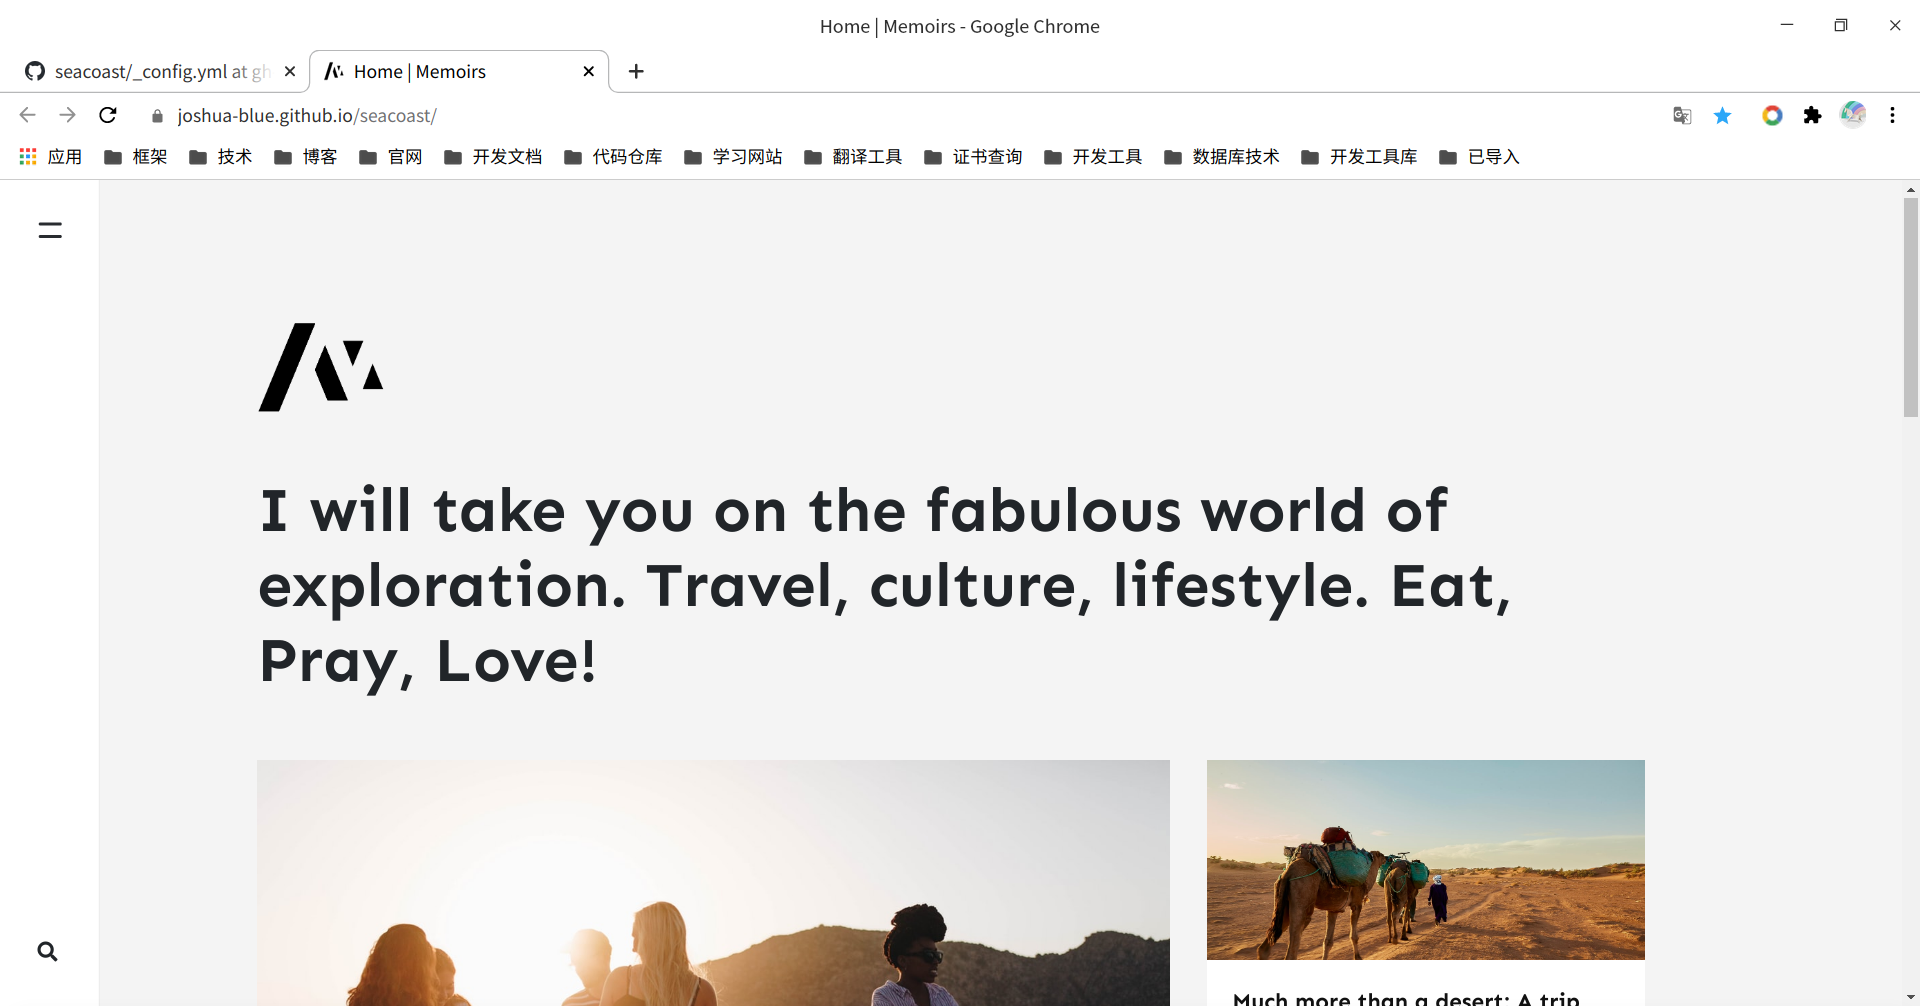 Home | Memoirs - Google Chrome
seacoast/_config.yml at gh
Home | Memoirs
joshua-blue.github.io/seacoast/
应用 框架 技术 博客 官网 开发文档 代码仓库 学习网站 翻译工具 证书查询 开发工具 数据库技术 开发工具库 已导入
I will take you on the fabulous world of
exploration. Travel, culture, lifestyle. Eat,
Pray, Love!
Much more than a desert: A trip